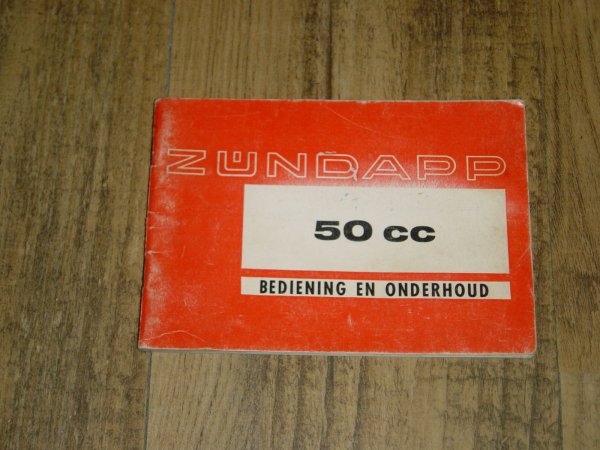 ZÜNDAPP
50 cc
BEDIENING EN ONDERHOUD